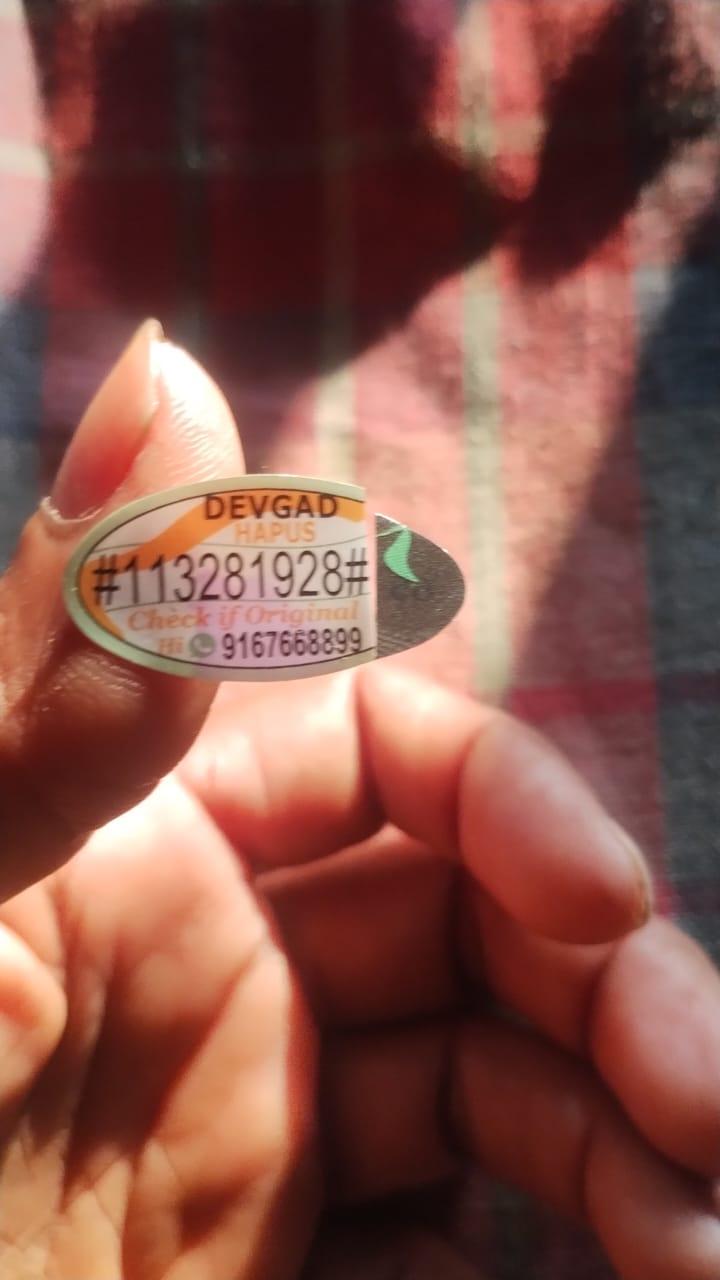 DEVGAD
HAPUS
#113281928#
Check if Original
Hi 9167668899